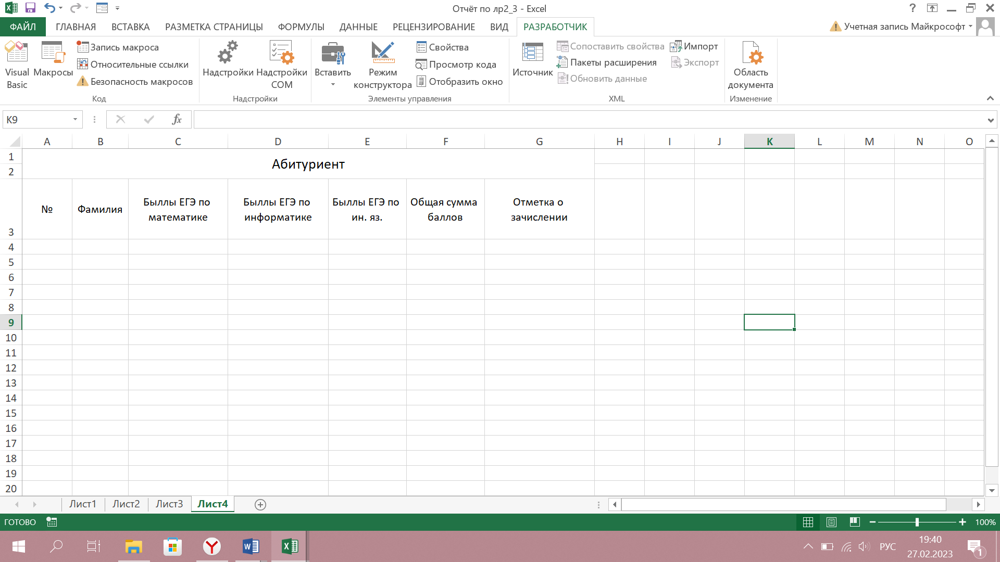 Отчёт по лр2_3 - Excel
?
ФАЙЛ ГЛАВНАЯ ВСТАВКА РАЗМЕТКА СТРАНИЦЫ ФОРМУЛЫ ДАННЫЕ РЕЦЕНЗИРОВАНИЕ ВИД РАЗРАБОТЧИК Учетная запись Майкрософт
Visual Basic
Макросы
Запись макроса
Относительные ссылки
Безопасность макросов
Код
Надстройки
Надстройки COM
Надстройки
Вставить
Режим конструктора
Свойства
Просмотр кода
Отобразить окно
Элементы управления
Источник
Сопоставить свойства
Пакеты расширения
Обновить данные
Импорт
Экспорт
XML
Область документа
Изменение
K9
fx
A B C D E F G H I J K L M N O
1
Абитуриент
2
№
Фамилия
Быллы ЕГЭ по
математике
Быллы ЕГЭ по
информатике
Быллы ЕГЭ по
ин. яз.
Общая сумма
баллов
Отметка о
зачислении
3
4
5
6
7
8
9
10
11
12
13
14
15
16
17
18
19
20
Лист1 Лист2 Лист3 Лист4
ГОТОВО
100%
РУС
19:40
27.02.2023
1